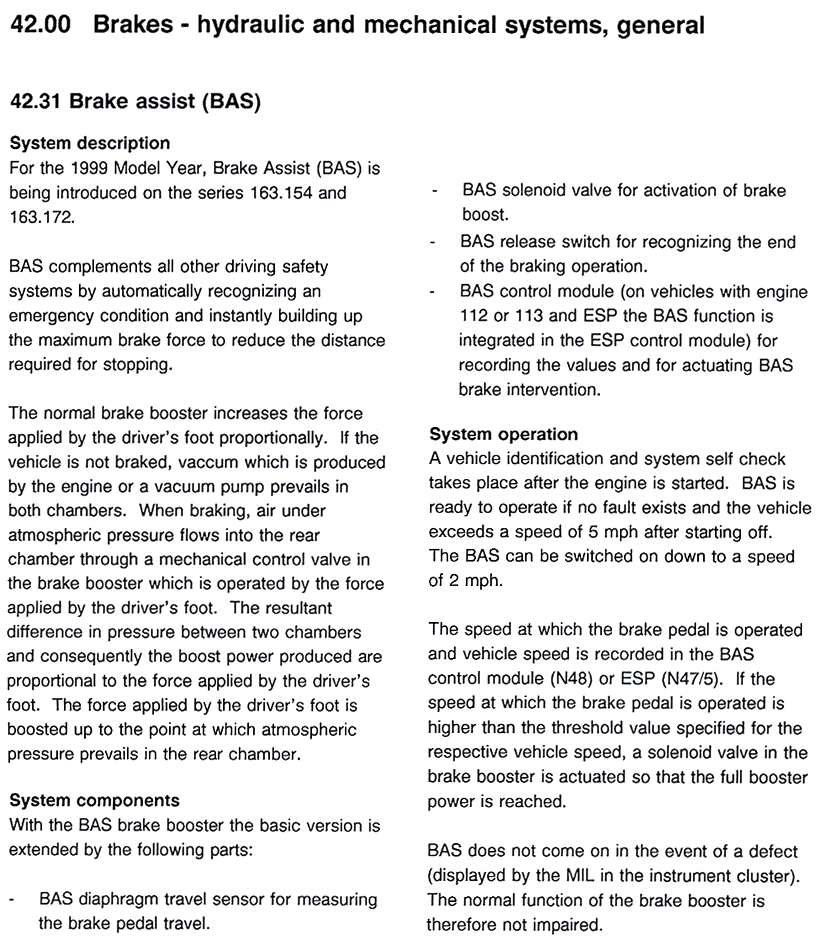 42.00 Brakes - hydraulic and mechanical systems, general
42.31 Brake assist (BAS)
System description
For the 1999 Model Year, Brake Assist (BAS) is
being introduced on the series 163.154 and
163.172.
BAS complements all other driving safety
systems by automatically recognizing an
emergency condition and instantly building up
the maximum brake force to reduce the distance
required for stopping.
The normal brake booster increases the force
applied by the driver's foot proportionally. If the
vehicle is not braked, vaccum which is produced
by the engine or a vacuum pump prevails in
both chambers. When braking, air under
atmospheric pressure flows into the rear
chamber through a mechanical control valve in
the brake booster which is operated by the force
applied by the driver's foot. The resultant
difference in pressure between two chambers
and consequently the boost power produced are
proportional to the force applied by the driver's
foot. The force applied by the driver's foot is
boosted up to the point at which atmospheric
pressure prevails in the rear chamber.
System components
With the BAS brake booster the basic version is
extended by the following parts:
- BAS diaphragm travel sensor for measuring
the brake pedal travel.
- BAS solenoid valve for activation of brake
boost.
- BAS release switch for recognizing the end
of the braking operation.
- BAS control module (on vehicles with engine
112 or 113 and ESP the BAS function is
integrated in the ESP control module) for
recording the values and for actuating BAS
brake intervention.
System operation
A vehicle identification and system self check
takes place after the engine is started. BAS is
ready to operate if no fault exists and the vehicle
exceeds a speed of 5 mph after starting off.
The BAS can be switched on down to a speed
of 2 mph.
The speed at which the brake pedal is operated
and vehicle speed is recorded in the BAS
control module (N48) or ESP (N47/5). If the
speed at which the brake pedal is operated is
higher than the threshold value specified for the
respective vehicle speed, a solenoid valve in the
brake booster is actuated so that the full booster
power is reached.
BAS does not come on in the event of a defect
(displayed by the MIL in the instrument cluster).
The normal function of the brake booster is
therefore not impaired.